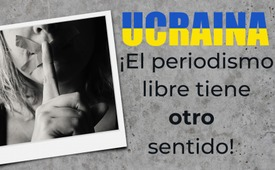 UCRAINA
¡El periodismo
libre tiene
otro
sentido!